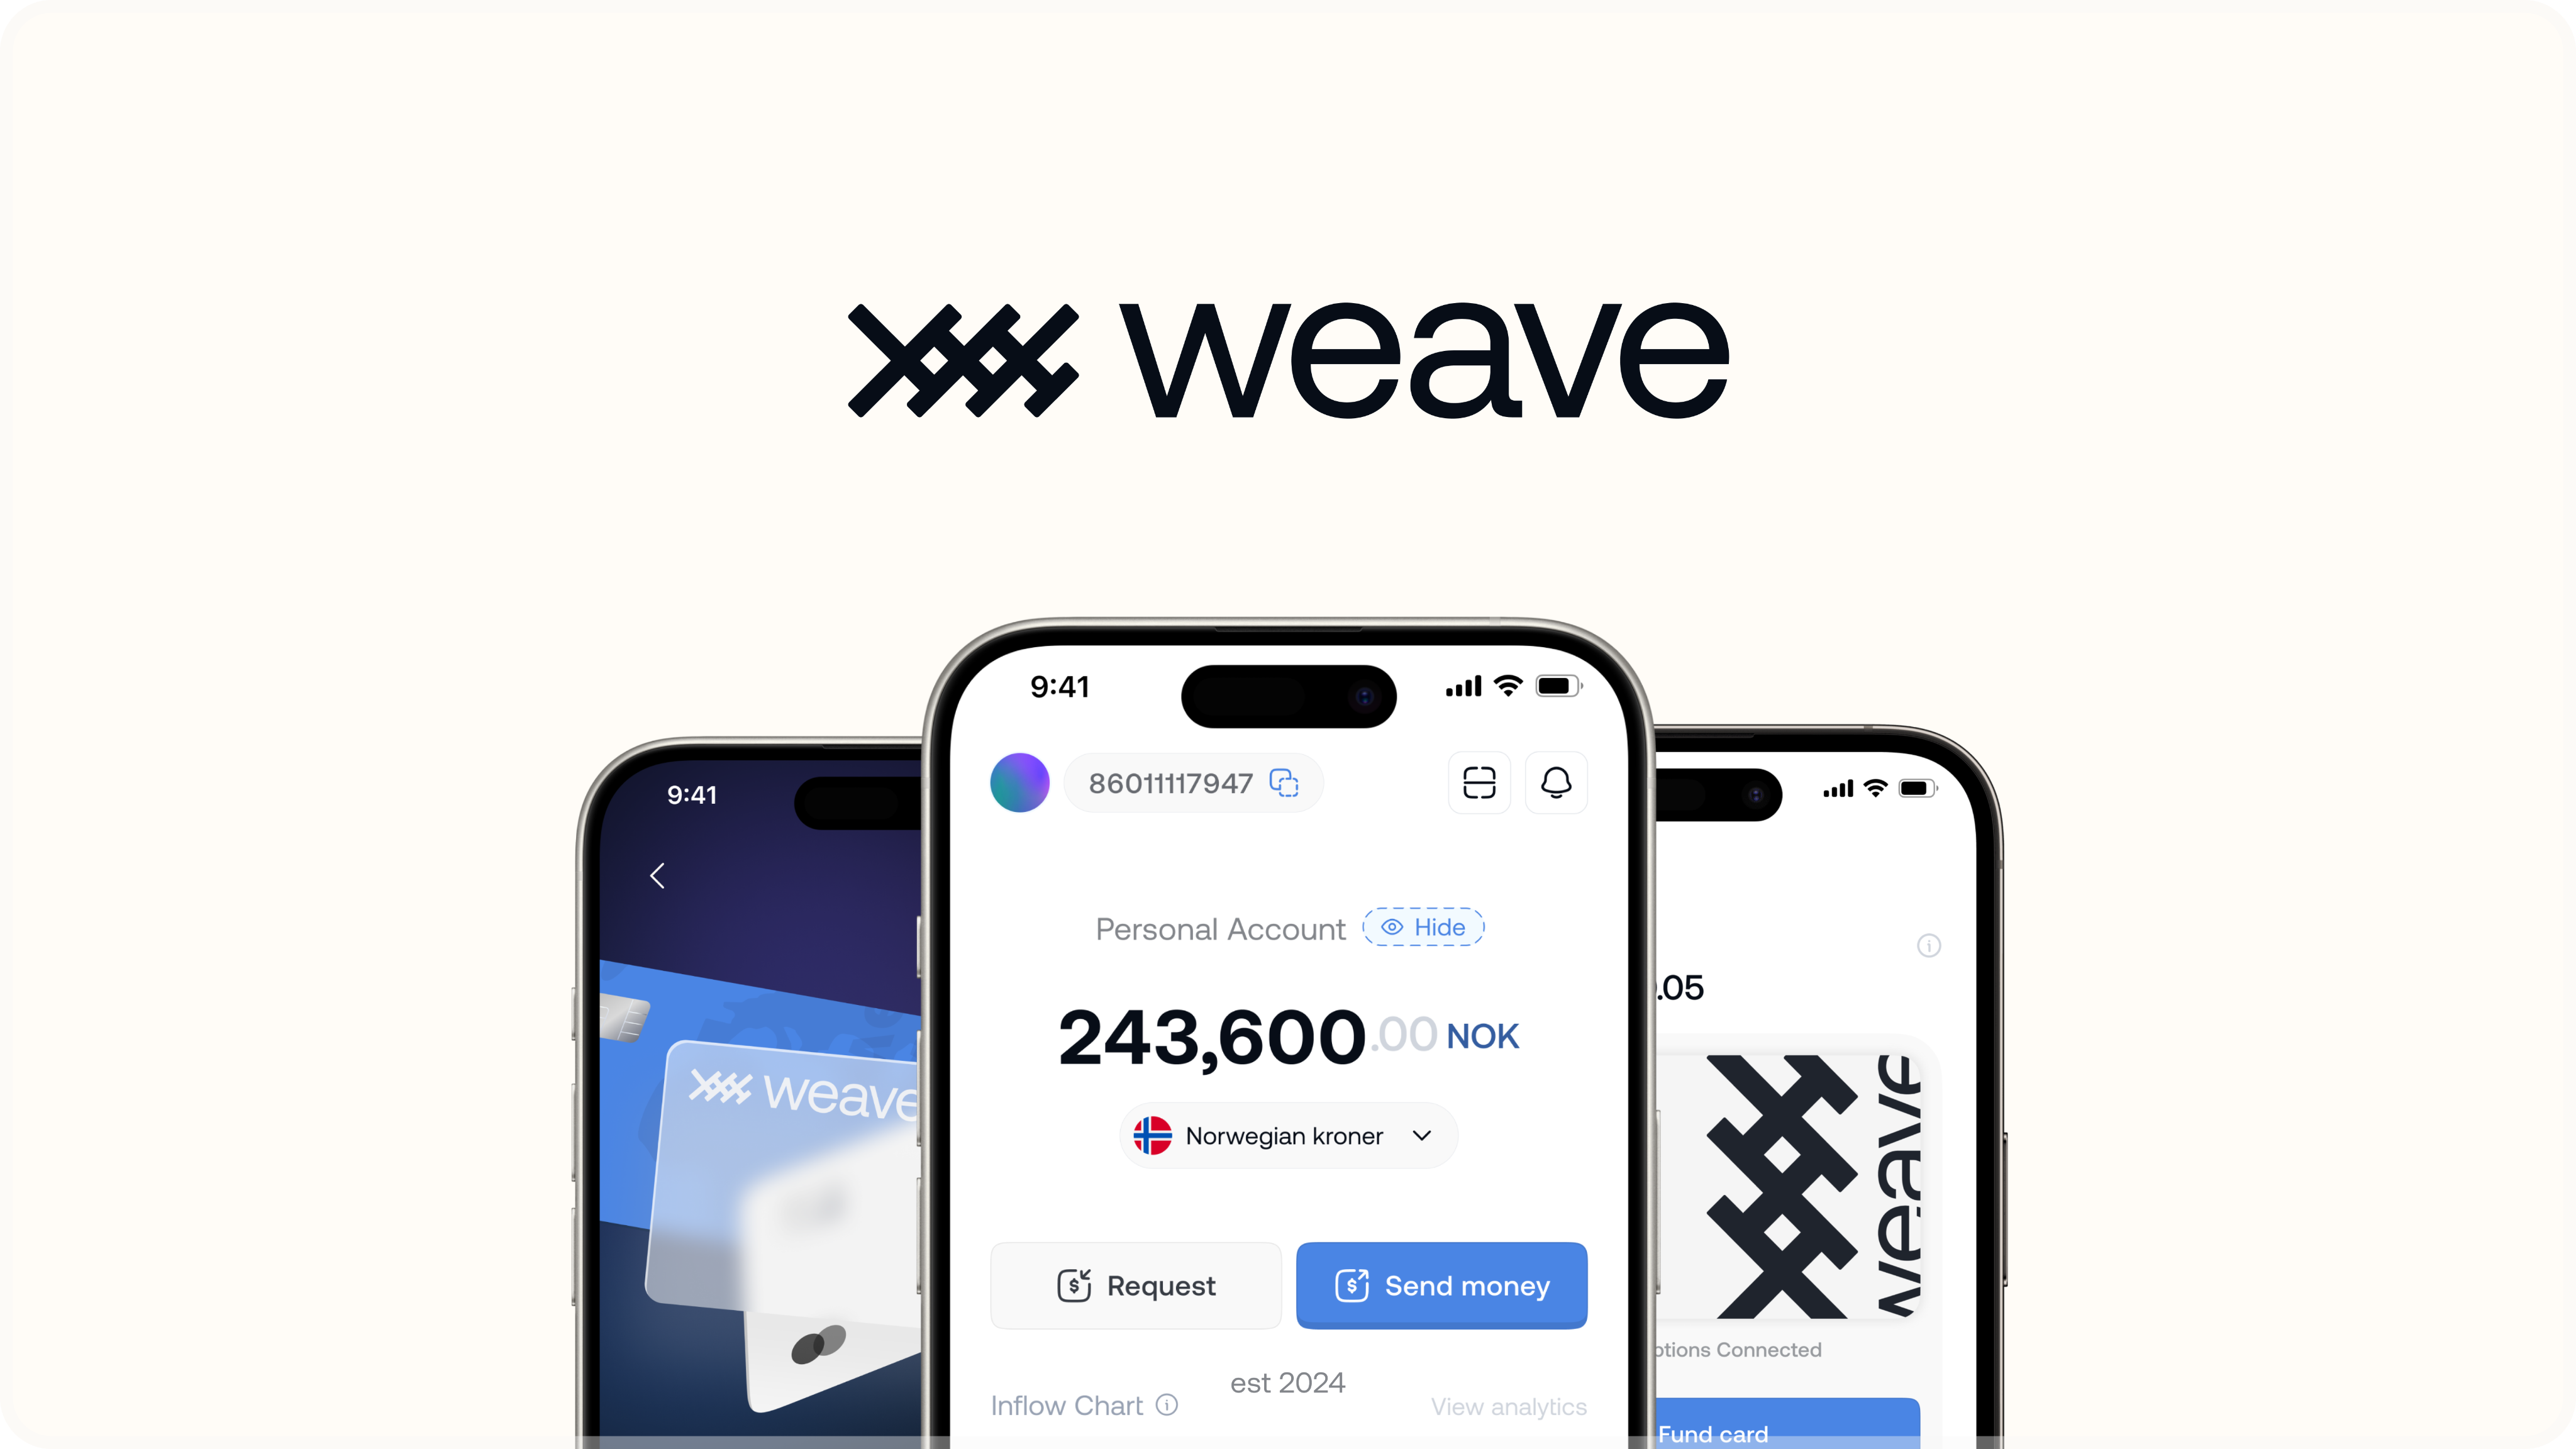 weave
9:41
86011117947
Personal Account
Hide
243,600.00 NOK
Norwegian kroner
Request
Send money
est 2024
Inflow Chart
View analytics
9:41
weave
.05
weave
Connected
Fund card